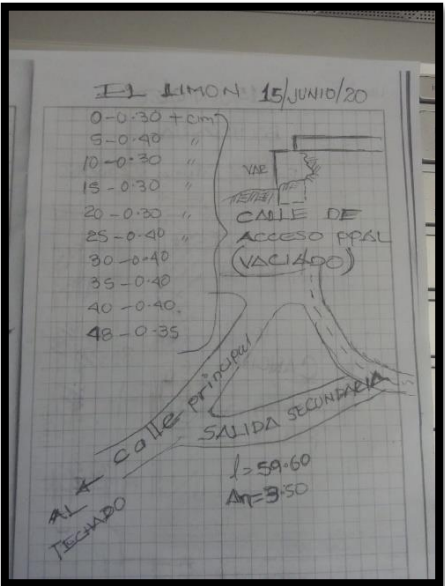 EL LIMON 15/JUNIO/20
0-0.30 + cim
5-0.40 "
10-0.30 "
15-0.30 "
20-0.30 "
25-0.40 "
30-0.40
35-0.40
40-0.40.
48-0.35
VAR
CALLE DE
ACCESO PPAL
(VACIADO)
calle principal
SALIDA SECUNDARIA
AL
TECHADO
l=59.60
An=3.50